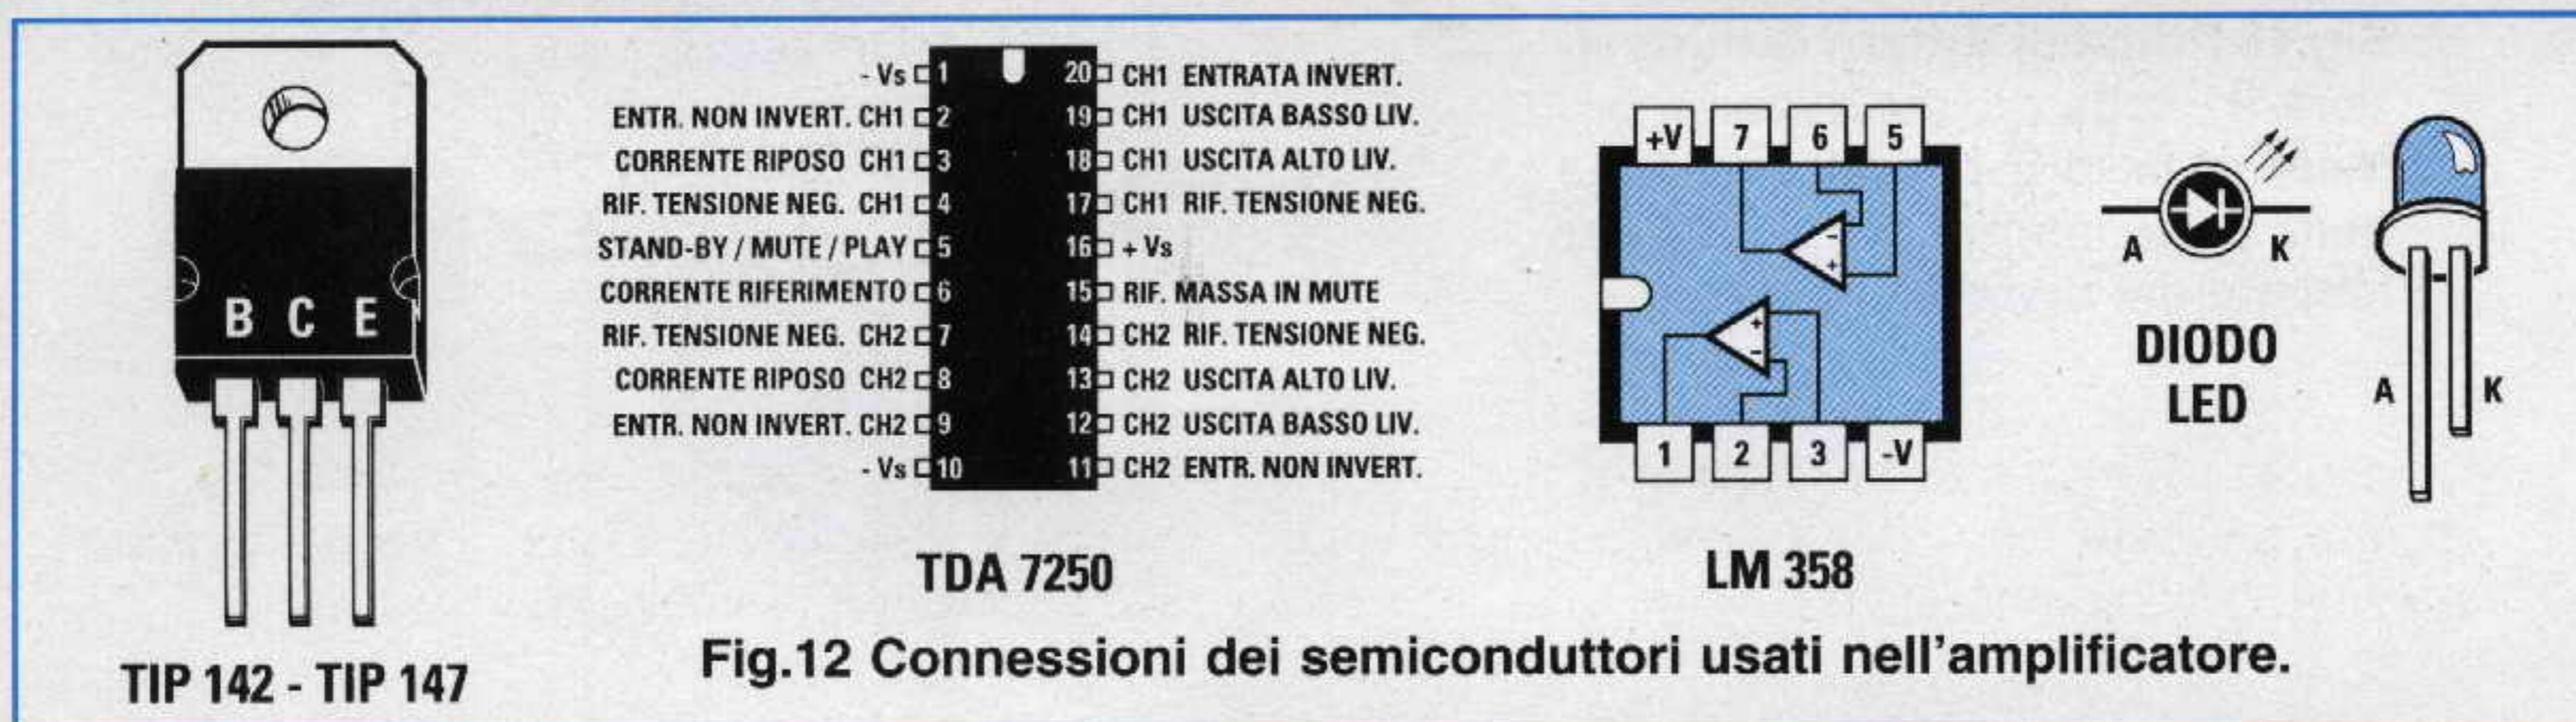 B C E
TIP 142 - TIP 147
- Vs 1
ENTR. NON INVERT. CH1 2
CORRENTE RIPOSO CH1 3
RIF. TENSIONE NEG. CH1 4
STAND-BY / MUTE / PLAY 5
CORRENTE RIFERIMENTO 6
RIF. TENSIONE NEG. CH2 7
CORRENTE RIPOSO CH2 8
ENTR. NON INVERT. CH2 9
- Vs 10
20 CH1 ENTRATA INVERT.
19 CH1 USCITA BASSO LIV.
18 CH1 USCITA ALTO LIV.
17 CH1 RIF. TENSIONE NEG.
16 + Vs
15 RIF. MASSA IN MUTE
14 CH2 RIF. TENSIONE NEG.
13 CH2 USCITA ALTO LIV.
12 CH2 USCITA BASSO LIV.
11 CH2 ENTR. NON INVERT.
TDA 7250
+V 7 6 5
-
+
+
-
1 2 3 -V
LM 358
A K
DIODO
LED
A K
Fig.12 Connessioni dei semiconduttori usati nell'amplificatore.